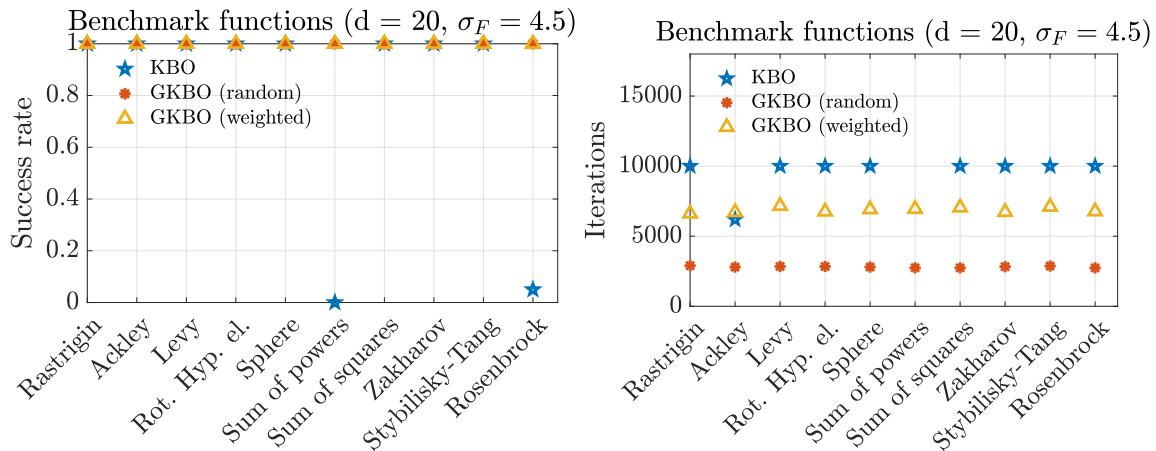 Benchmark functions (d = 20, σ_F = 4.5)
1
0.8
0.6
0.4
0.2
0
Success rate
KBO
GKBO (random)
GKBO (weighted)
Rastrigin
Ackley
Levy
Rot. Hyp. el.
Sphere
Sum of powers
Sum of squares
Zakharov
Stybilisky-Tang
Rosenbrock
Benchmark functions (d = 20, σ_F = 4.5)
15000
10000
5000
0
Iterations
KBO
GKBO (random)
GKBO (weighted)
Rastrigin
Ackley
Levy
Rot. Hyp. el.
Sphere
Sum of powers
Sum of squares
Zakharov
Stybilisky-Tang
Rosenbrock